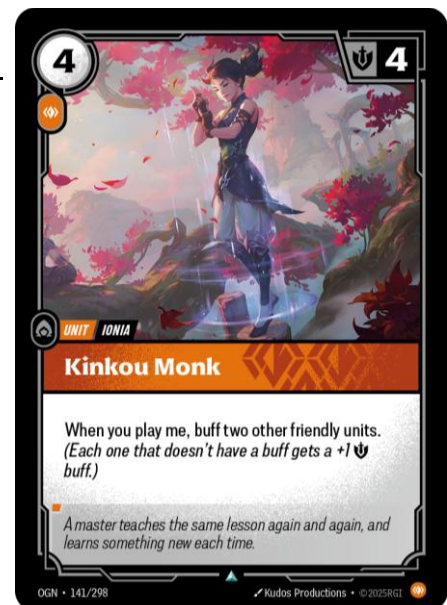 4
4
UNIT IONIA
Kinkou Monk
When you play me, buff two other friendly units.
(Each one that doesn't have a buff gets a +1
buff.)
A master teaches the same lesson again and again, and
learns something new each time.
OGN • 141/298
Kudos Productions • ©2025RGI